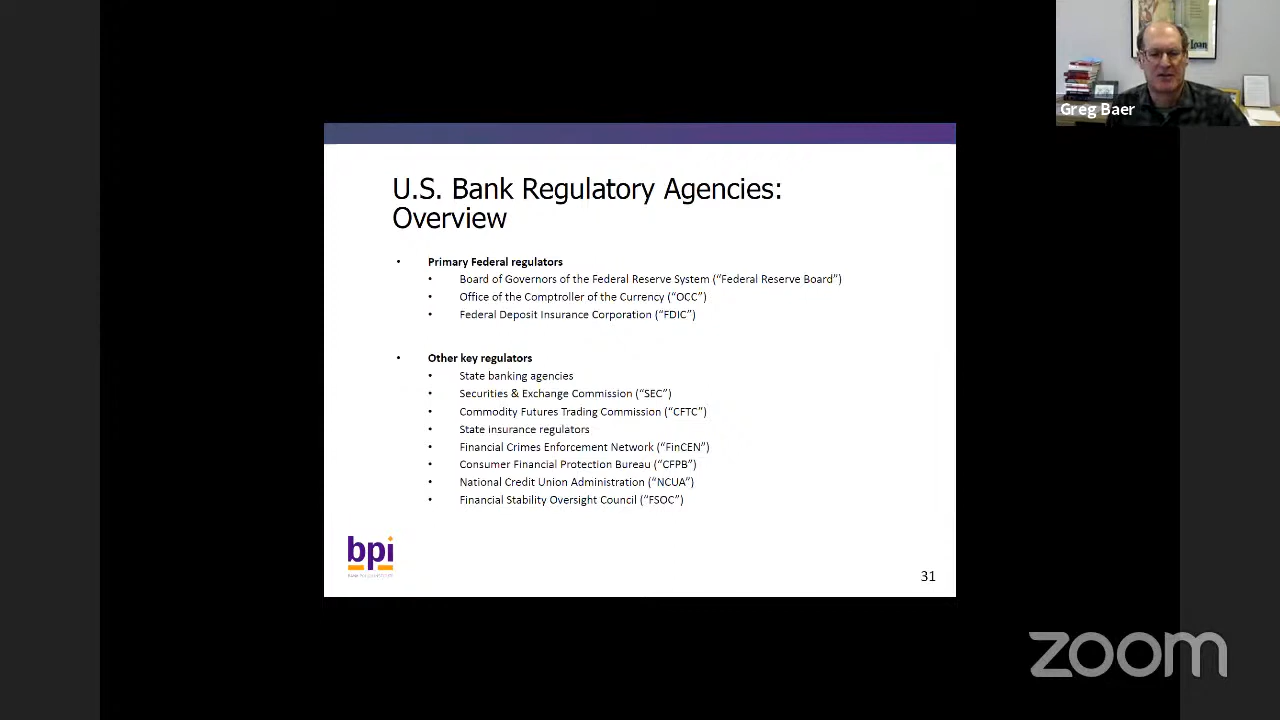 Loan
Greg Baer
U.S. Bank Regulatory Agencies:
Overview
• Primary Federal regulators
• Board of Governors of the Federal Reserve System (“Federal Reserve Board”)
• Office of the Comptroller of the Currency (“OCC”)
• Federal Deposit Insurance Corporation (“FDIC”)
• Other key regulators
• State banking agencies
• Securities & Exchange Commission (“SEC”)
• Commodity Futures Trading Commission (“CFTC”)
• State insurance regulators
• Financial Crimes Enforcement Network (“FinCEN”)
• Consumer Financial Protection Bureau (“CFPB”)
• National Credit Union Administration (“NCUA”)
• Financial Stability Oversight Council (“FSOC”)
bpi
31
zoom